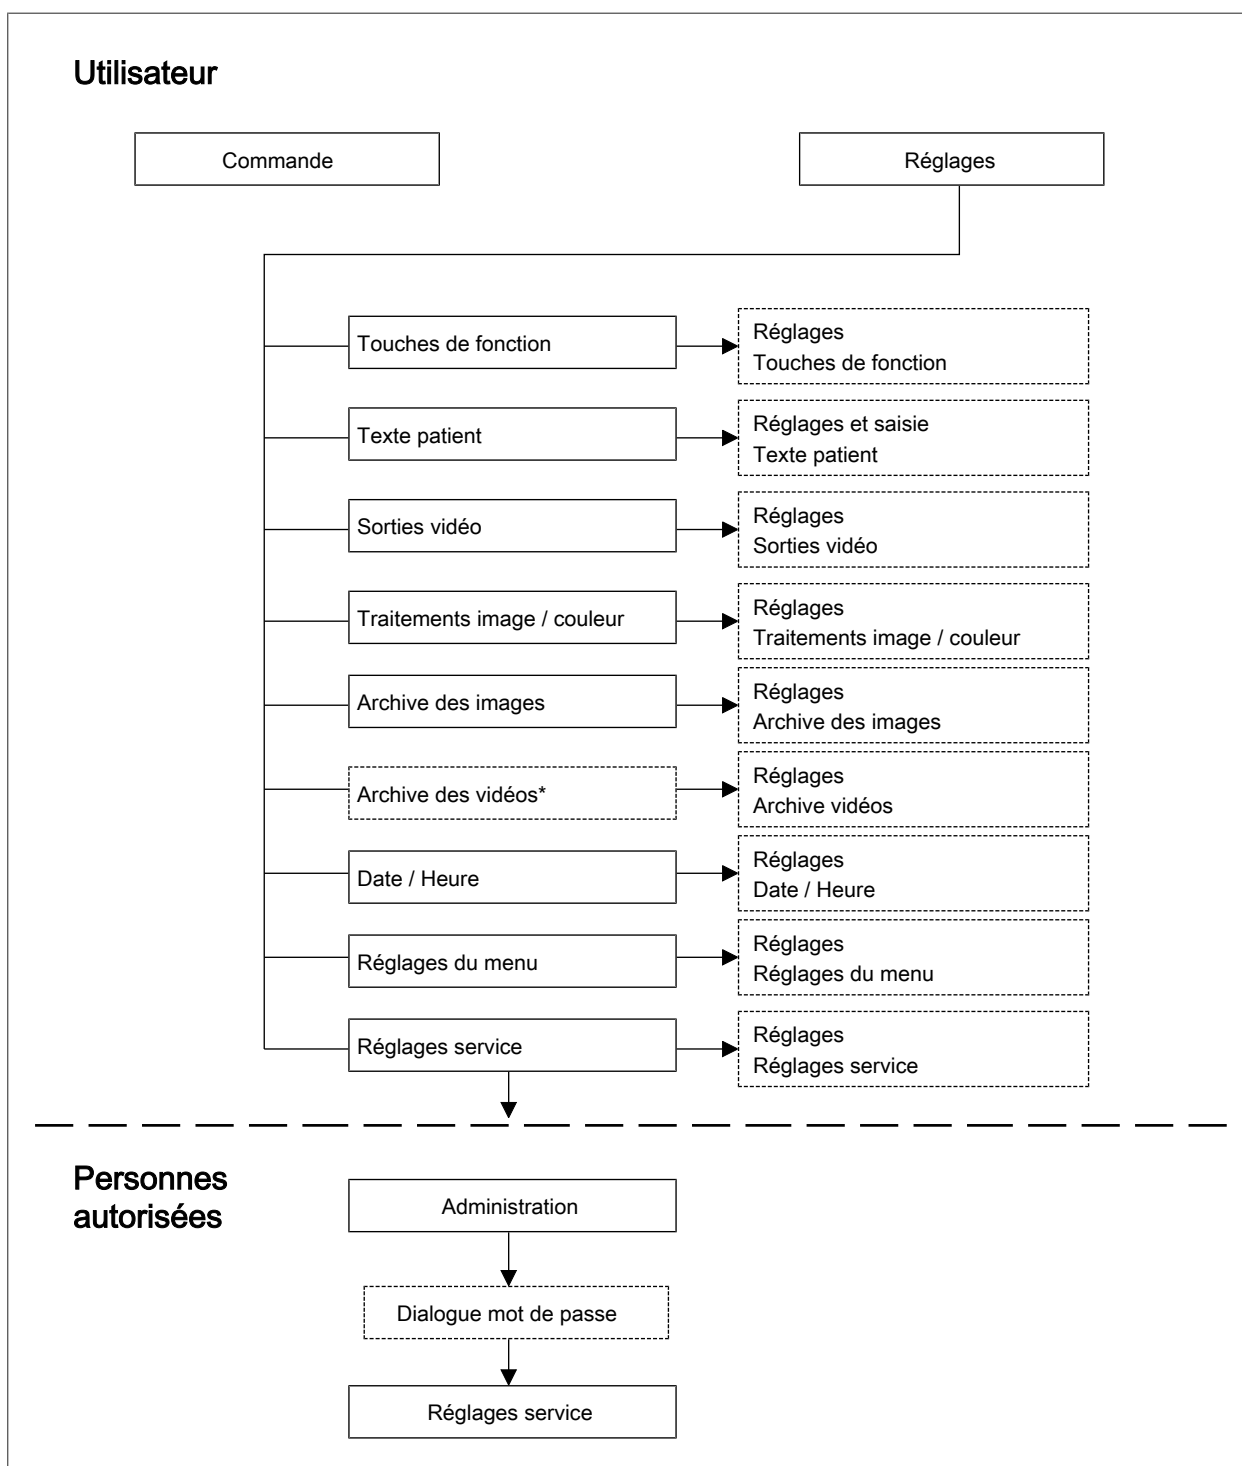 Utilisateur
Commande
Réglages
Touches de fonction
Réglages
Touches de fonction
Texte patient
Réglages et saisie
Texte patient
Sorties vidéo
Réglages
Sorties vidéo
Traitements image / couleur
Réglages
Traitements image / couleur
Archive des images
Réglages
Archive des images
Archive des vidéos*
Réglages
Archive vidéos
Date / Heure
Réglages
Date / Heure
Réglages du menu
Réglages
Réglages du menu
Réglages service
Réglages
Réglages service
Personnes
autorisées
Administration
Dialogue mot de passe
Réglages service